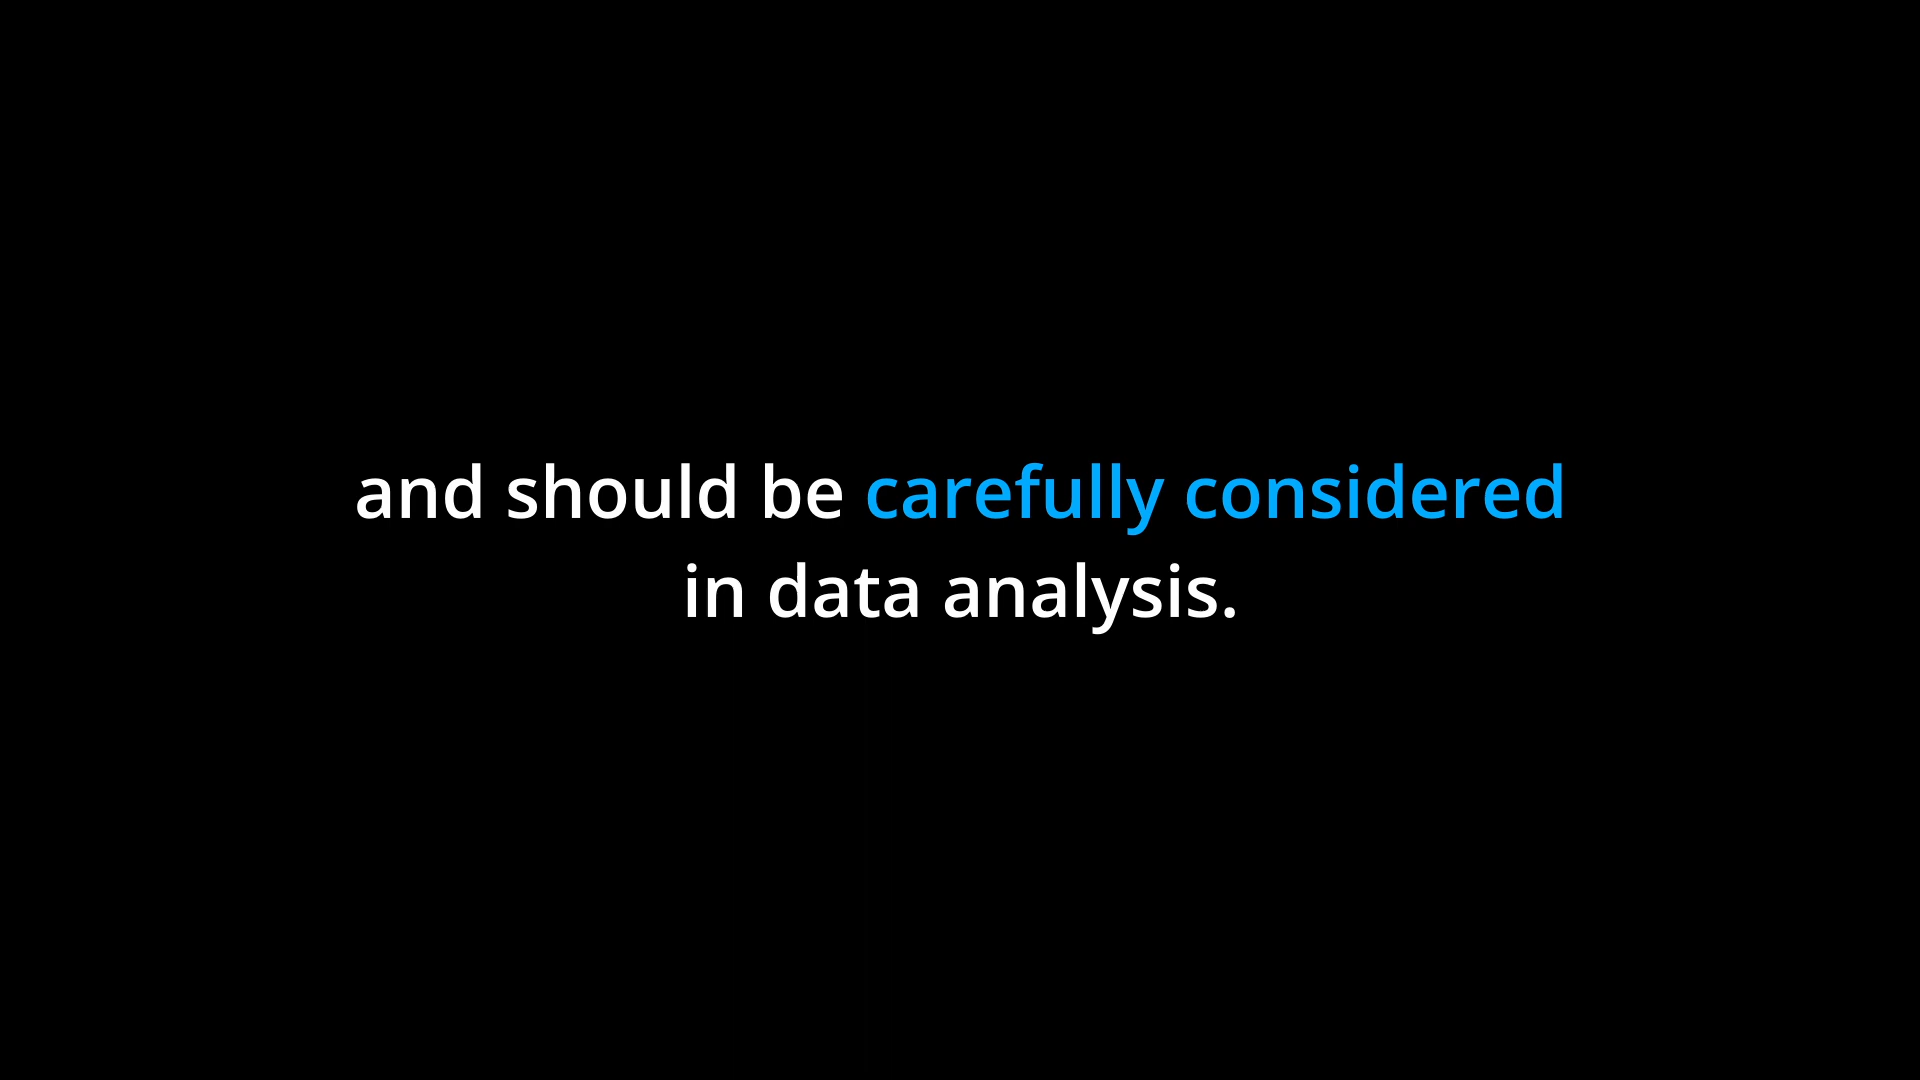 and should be carefully considered
in data analysis.